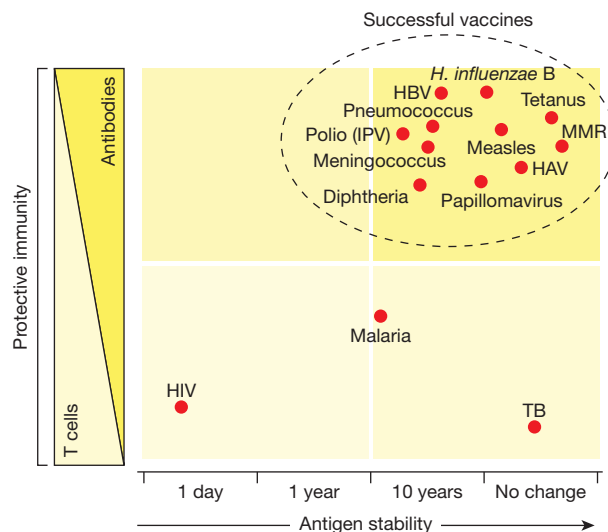 Successful vaccines
H. influenzae B
HBV
Tetanus
Pneumococcus
Polio (IPV)
MMR
Measles
Meningococcus
HAV
Diphtheria
Papillomavirus
Malaria
HIV
TB
Protective immunity
Antibodies
T cells
1 day
1 year
10 years
No change
Antigen stability